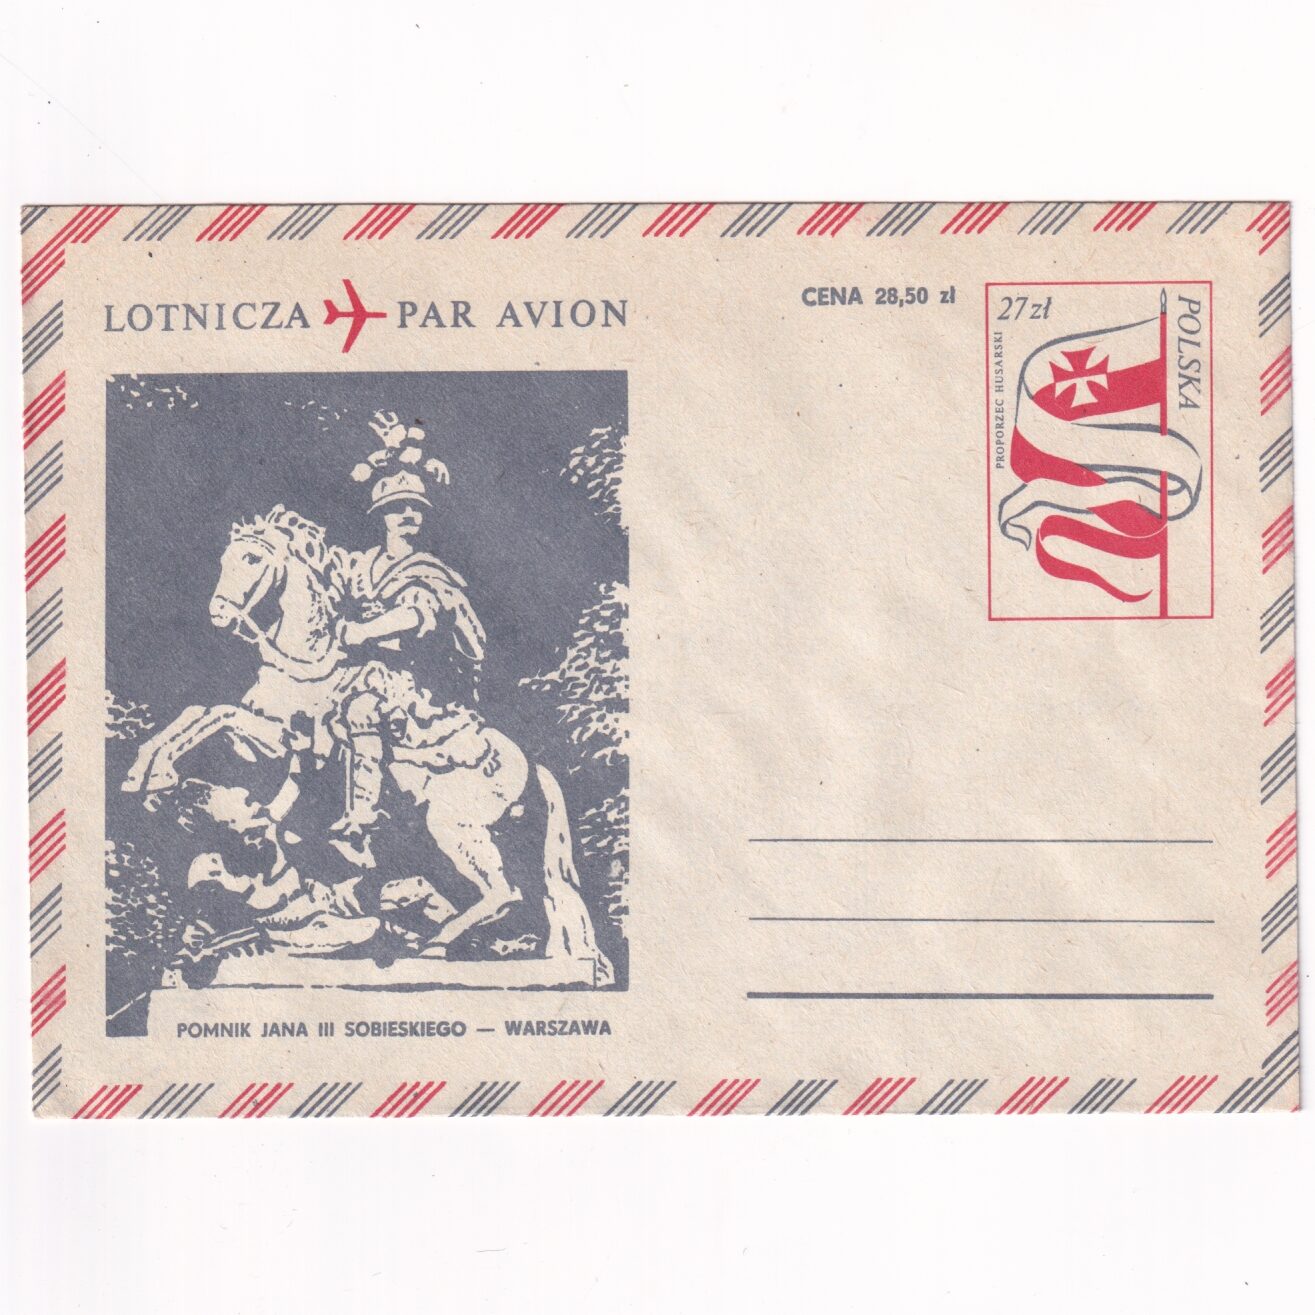 LOTNICZA PAR AVION
CENA 28,50 zł
27 zł
POLSKA
PROPORZEC HUSARSKI
POMNIK JANA III SOBIESKIEGO — WARSZAWA